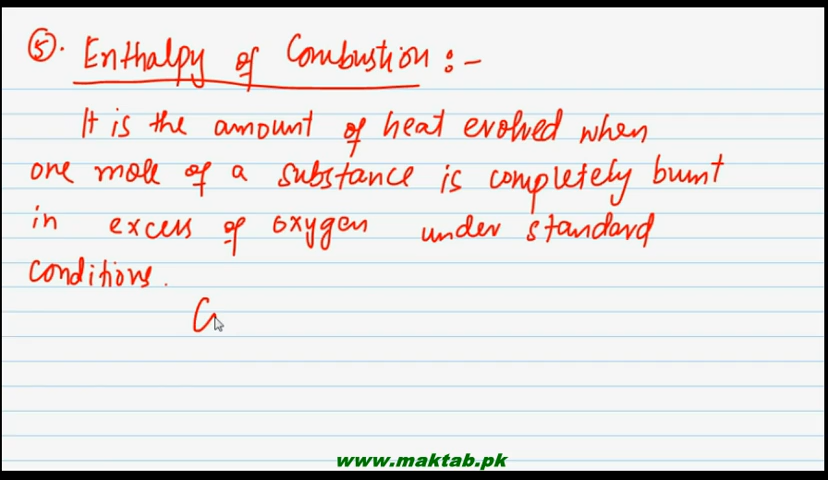 ⑤. Enthalpy of Combustion :-
It is the amount of heat evolved when
one mole of a substance is completely burnt
in excess of oxygen under standard
conditions.
C
www.maktab.pk